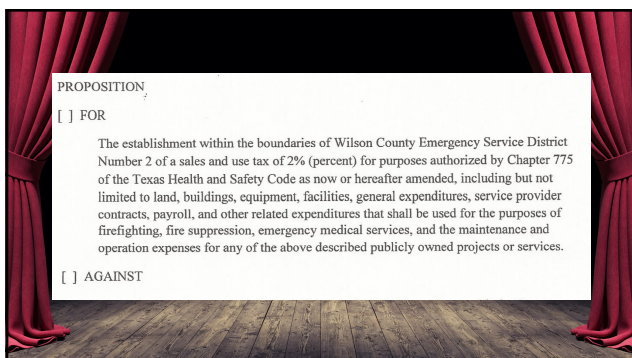 PROPOSITION
[ ] FOR
The establishment within the boundaries of Wilson County Emergency Service District
Number 2 of a sales and use tax of 2% (percent) for purposes authorized by Chapter 775
of the Texas Health and Safety Code as now or hereafter amended, including but not
limited to land, buildings, equipment, facilities, general expenditures, service provider
contracts, payroll, and other related expenditures that shall be used for the purposes of
firefighting, fire suppression, emergency medical services, and the maintenance and
operation expenses for any of the above described publicly owned projects or services.
[ ] AGAINST